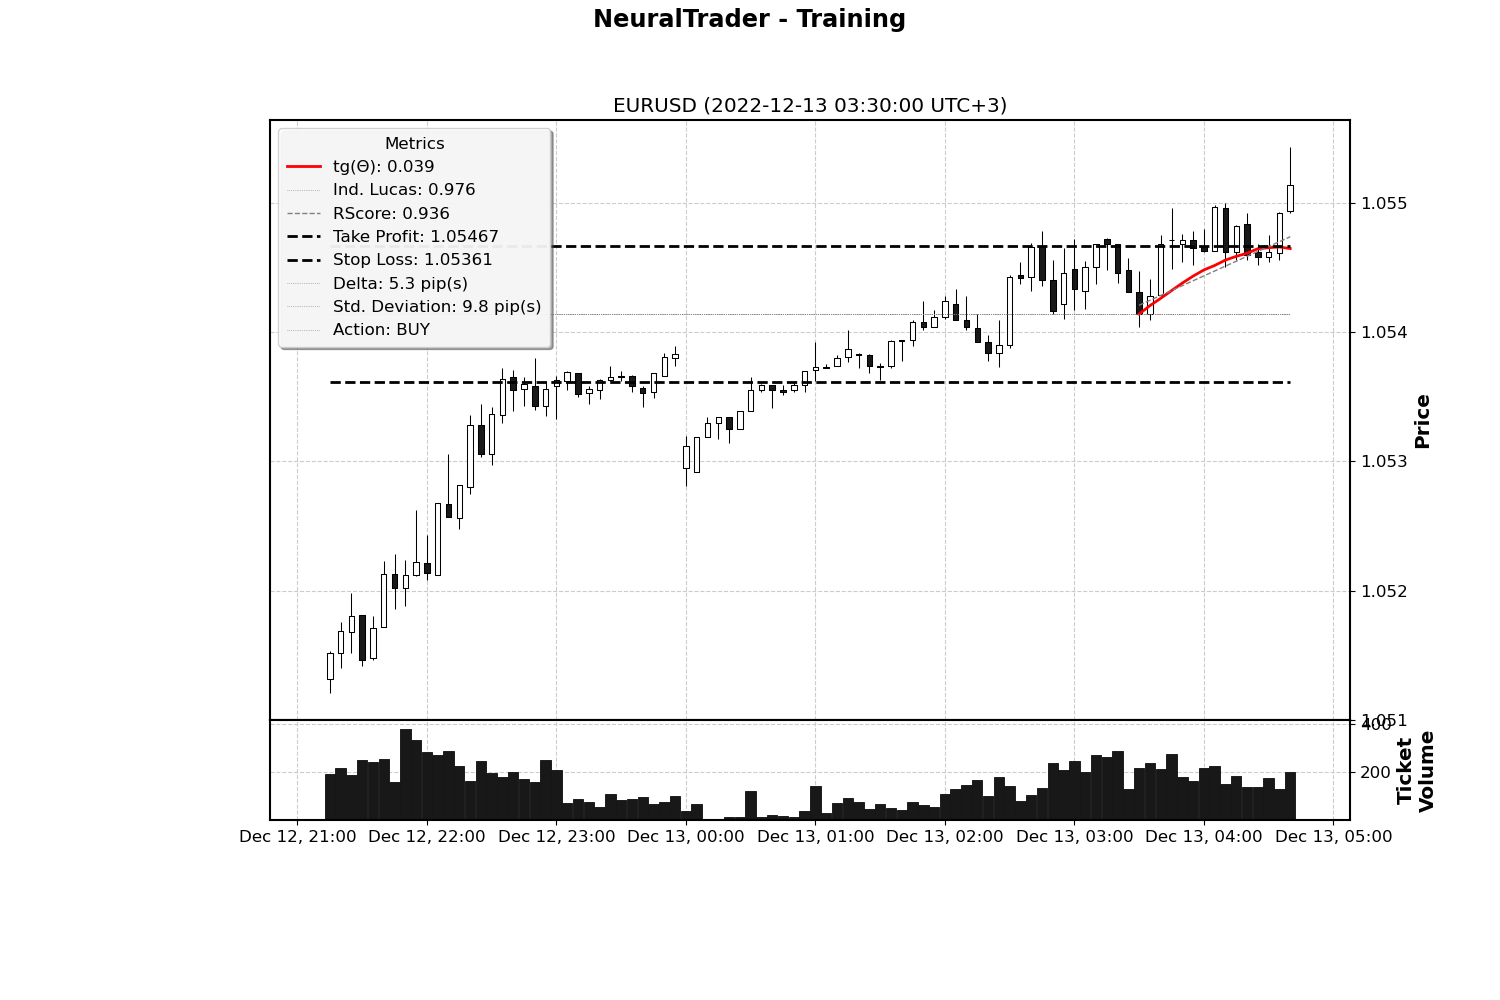 NeuralTrader - Training
EURUSD (2022-12-13 03:30:00 UTC+3)
Metrics
tg(Θ): 0.039
Ind. Lucas: 0.976
RScore: 0.936
Take Profit: 1.05467
Stop Loss: 1.05361
Delta: 5.3 pip(s)
Std. Deviation: 9.8 pip(s)
Action: BUY
1.055
1.054
1.053
1.052
1.051
Price
400
200
Ticket
Volume
Dec 12, 21:00 Dec 12, 22:00 Dec 12, 23:00 Dec 13, 00:00 Dec 13, 01:00 Dec 13, 02:00 Dec 13, 03:00 Dec 13, 04:00 Dec 13, 05:00